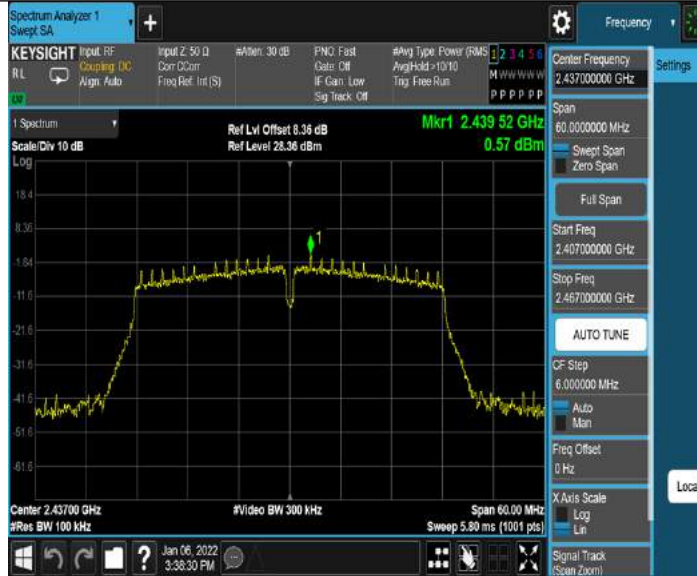 Spectrum Analyzer 1
Swept SA
+
Frequency
KEYSIGHT
RL
Input: RF
Coupling: DC
Align: Auto
Input Z: 50 Ω
Corr CCorr
Freq Ref: Int (S)
#Atten: 30 dB
PNO: Fast
Gate: Off
IF Gain: Low
Sig Track: Off
#Avg Type: Power (RMS
Avg|Hold:>10/10
Trig: Free Run
1 2 3 4 5 6
M W W W W W
P P P P P P
1 Spectrum
Scale/Div 10 dB
Log
Ref Lvl Offset 8.36 dB
Ref Level 28.36 dBm
Mkr1 2.439 52 GHz
0.57 dBm
18.4
8.36
-1.64
-11.6
-21.6
-31.6
-41.6
-51.6
-61.6
1
Center 2.43700 GHz
#Res BW 100 kHz
#Video BW 300 kHz
Span 60.00 MHz
Sweep 5.80 ms (1001 pts)
Jan 06, 2022
3:38:30 PM
?
Center Frequency
2.437000000 GHz
Settings
Span
60.0000000 MHz
Swept Span
Zero Span
Full Span
Start Freq
2.407000000 GHz
Stop Freq
2.467000000 GHz
AUTO TUNE
CF Step
6.000000 MHz
Auto
Man
Freq Offset
0 Hz
X Axis Scale
Log
Lin
Loca
Signal Track
(Span Zoom)